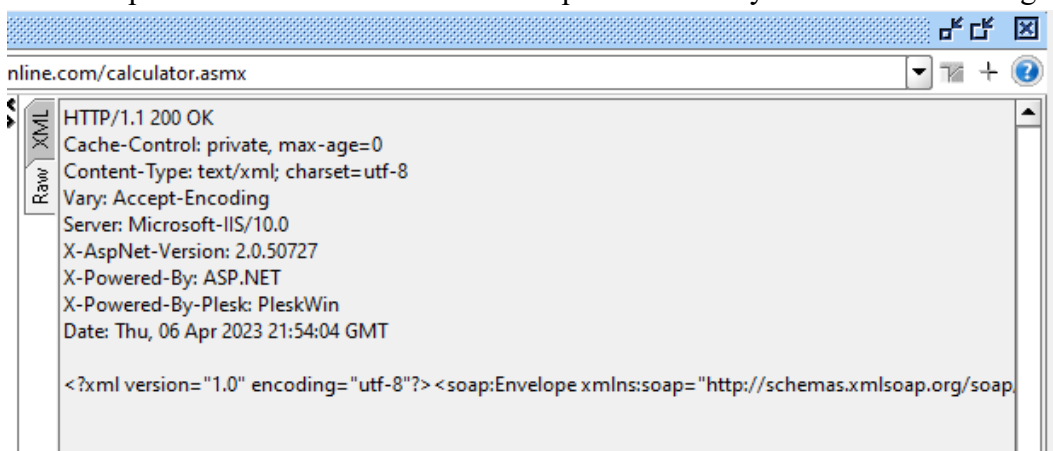 nline.com/calculator.asmx
XML
Raw
HTTP/1.1 200 OK
Cache-Control: private, max-age=0
Content-Type: text/xml; charset=utf-8
Vary: Accept-Encoding
Server: Microsoft-IIS/10.0
X-AspNet-Version: 2.0.50727
X-Powered-By: ASP.NET
X-Powered-By-Plesk: PleskWin
Date: Thu, 06 Apr 2023 21:54:04 GMT
<?xml version="1.0" encoding="utf-8"?><soap:Envelope xmlns:soap="http://schemas.xmlsoap.org/soap/